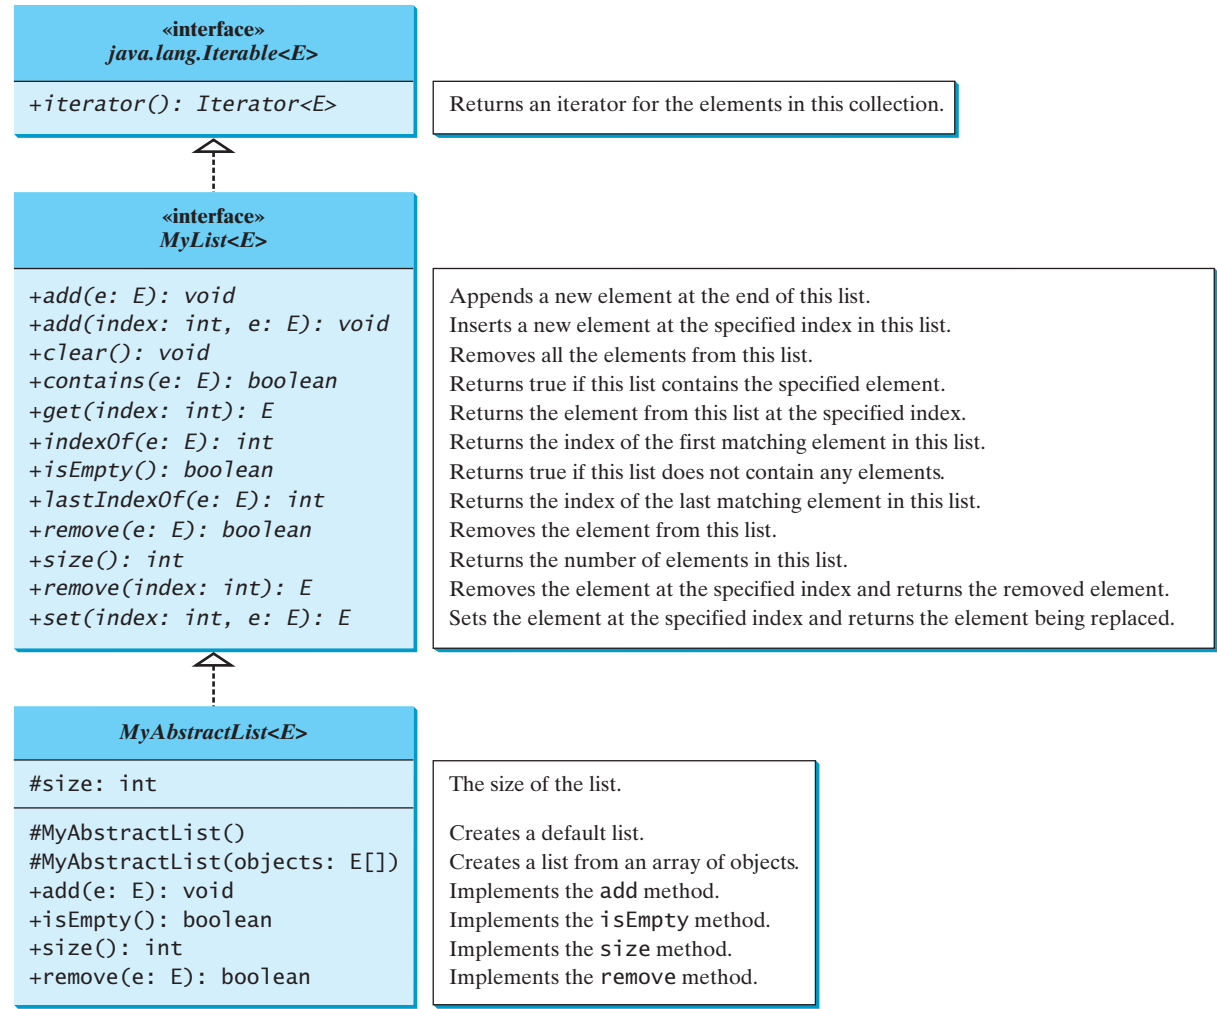 «interface»
java.lang.Iterable<E>
+iterator(): Iterator<E>
Returns an iterator for the elements in this collection.
«interface»
MyList<E>
+add(e: E): void
Appends a new element at the end of this list.
+add(index: int, e: E): void
Inserts a new element at the specified index in this list.
+clear(): void
Removes all the elements from this list.
+contains(e: E): boolean
Returns true if this list contains the specified element.
+get(index: int): E
Returns the element from this list at the specified index.
+indexOf(e: E): int
Returns the index of the first matching element in this list.
+isEmpty(): boolean
Returns true if this list does not contain any elements.
+lastIndexOf(e: E): int
Returns the index of the last matching element in this list.
+remove(e: E): boolean
Removes the element from this list.
+size(): int
Returns the number of elements in this list.
+remove(index: int): E
Removes the element at the specified index and returns the removed element.
+set(index: int, e: E): E
Sets the element at the specified index and returns the element being replaced.
MyAbstractList<E>
#size: int
The size of the list.
#MyAbstractList()
Creates a default list.
#MyAbstractList(objects: E[])
Creates a list from an array of objects.
+add(e: E): void
Implements the add method.
+isEmpty(): boolean
Implements the isEmpty method.
+size(): int
Implements the size method.
+remove(e: E): boolean
Implements the remove method.